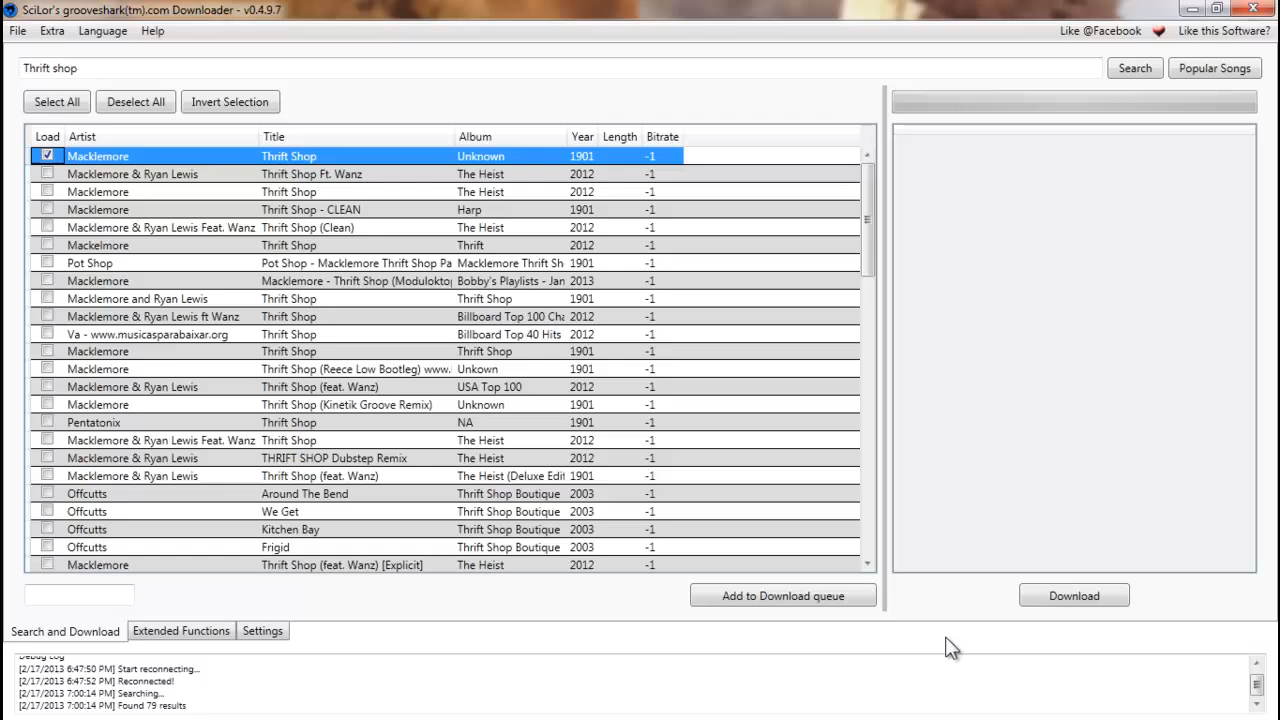 SciLor's grooveshark(tm).com Downloader - v0.4.9.7
File Extra Language Help Like @Facebook Like this Software?
Thrift shop Search Popular Songs
Select All Deselect All Invert Selection
Load Artist Title Album Year Length Bitrate
Macklemore Thrift Shop Unknown 1901 -1
Macklemore & Ryan Lewis Thrift Shop Ft. Wanz The Heist 2012 -1
Macklemore Thrift Shop The Heist 2012 -1
Macklemore Thrift Shop - CLEAN Harp 1901 -1
Macklemore & Ryan Lewis Feat. Wanz Thrift Shop (Clean) The Heist 2012 -1
Mackelmore Thrift Shop Thrift 2012 -1
Pot Shop Pot Shop - Macklemore Thrift Shop Pa Macklemore Thrift Sh 1901 -1
Macklemore Macklemore - Thrift Shop (Moduloktop Bobby's Playlists - Jan 2013 -1
Macklemore and Ryan Lewis Thrift Shop Thrift Shop 1901 -1
Macklemore & Ryan Lewis ft Wanz Thrift Shop Billboard Top 100 Cha 2012 -1
Va - www.musicasparabaixar.org Thrift Shop Billboard Top 40 Hits 2012 -1
Macklemore Thrift Shop Thrift Shop 1901 -1
Macklemore Thrift Shop (Reece Low Bootleg) www. Unkown 1901 -1
Macklemore & Ryan Lewis Thrift Shop (feat. Wanz) USA Top 100 2012 -1
Macklemore Thrift Shop (Kinetik Groove Remix) Unknown 1901 -1
Pentatonix Thrift Shop NA 1901 -1
Macklemore & Ryan Lewis Feat. Wanz Thrift Shop The Heist 2012 -1
Macklemore & Ryan Lewis THRIFT SHOP Dubstep Remix The Heist 2012 -1
Macklemore & Ryan Lewis Thrift Shop (feat. Wanz) The Heist (Deluxe Edit 1901 -1
Offcutts Around The Bend Thrift Shop Boutique 2003 -1
Offcutts We Get Thrift Shop Boutique 2003 -1
Offcutts Kitchen Bay Thrift Shop Boutique 2003 -1
Offcutts Frigid Thrift Shop Boutique 2003 -1
Macklemore Thrift Shop (feat. Wanz) [Explicit] The Heist 2012 -1
Add to Download queue Download
Search and Download Extended Functions Settings
Debug Log
[2/17/2013 6:47:50 PM] Start reconnecting...
[2/17/2013 6:47:52 PM] Reconnected!
[2/17/2013 7:00:14 PM] Searching...
[2/17/2013 7:00:14 PM] Found 79 results